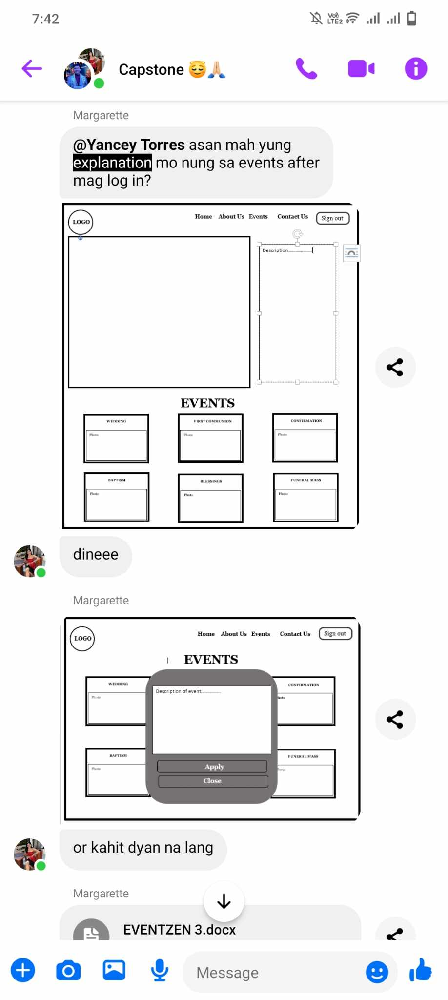 7:42
Vo)) LTE2
Capstone 😇🙏🏻
Margarette
@Yancey Torres asan mah yung
explanation mo nung sa events after
mag log in?
LOGO
Home About Us Events Contact Us Sign out
Description......................
EVENTS
WEDDING FIRST COMMUNION CONFIRMATION
Photo Photo Photo
BAPTISM BLESSINGS FUNERAL MASS
Photo Photo Photo
dineee
Margarette
LOGO
Home About Us Events Contact Us Sign out
EVENTS
WEDDING CONFIRMATION
Photo Photo
Description of event..................
BAPTISM FUNERAL MASS
Photo Photo
Apply
Close
or kahit dyan na lang
Margarette
EVENTZEN 3.docx
Message